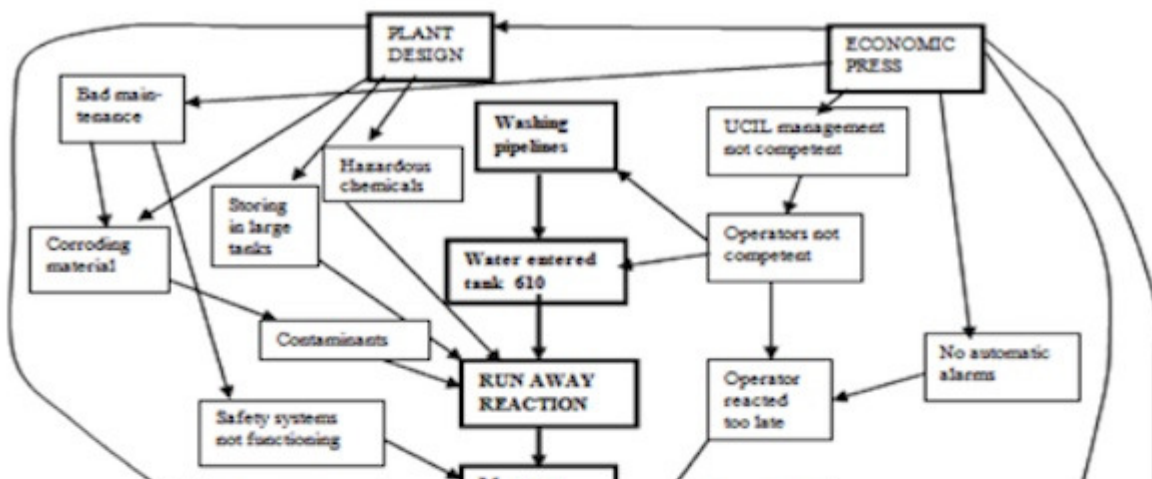 PLANT
DESIGN
ECONOMIC
PRESS
Bad main-
tenance
Washing
pipelines
UCIL management
not competent
Hazardous
chemicals
Storing
in large
tanks
Corroding
material
Operators not
competent
Water entered
tank 610
Contaminants
No automatic
alarms
RUN AWAY
REACTION
Operator
reacted
too late
Safety systems
not functioning